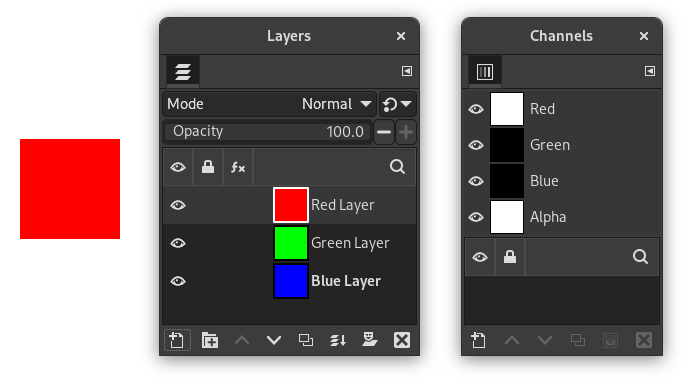 Layers
Mode Normal
Opacity 100.0
fx
Red Layer
Green Layer
Blue Layer
Channels
Red
Green
Blue
Alpha